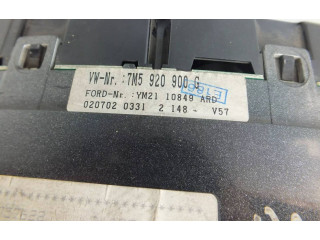 VW-Nr. :7M5 920 900 G
FORD-Nr. :YM21 10849 ARD
020702 0331 2 148 - V57